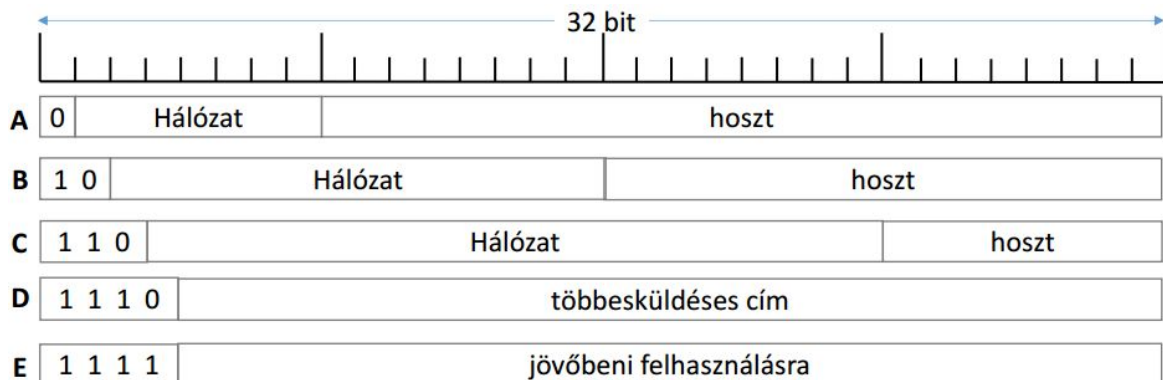 32 bit
A 0 Hálózat hoszt
B 1 0 Hálózat hoszt
C 1 1 0 Hálózat hoszt
D 1 1 1 0 többesküldéses cím
E 1 1 1 1 jövőbeni felhasználásra